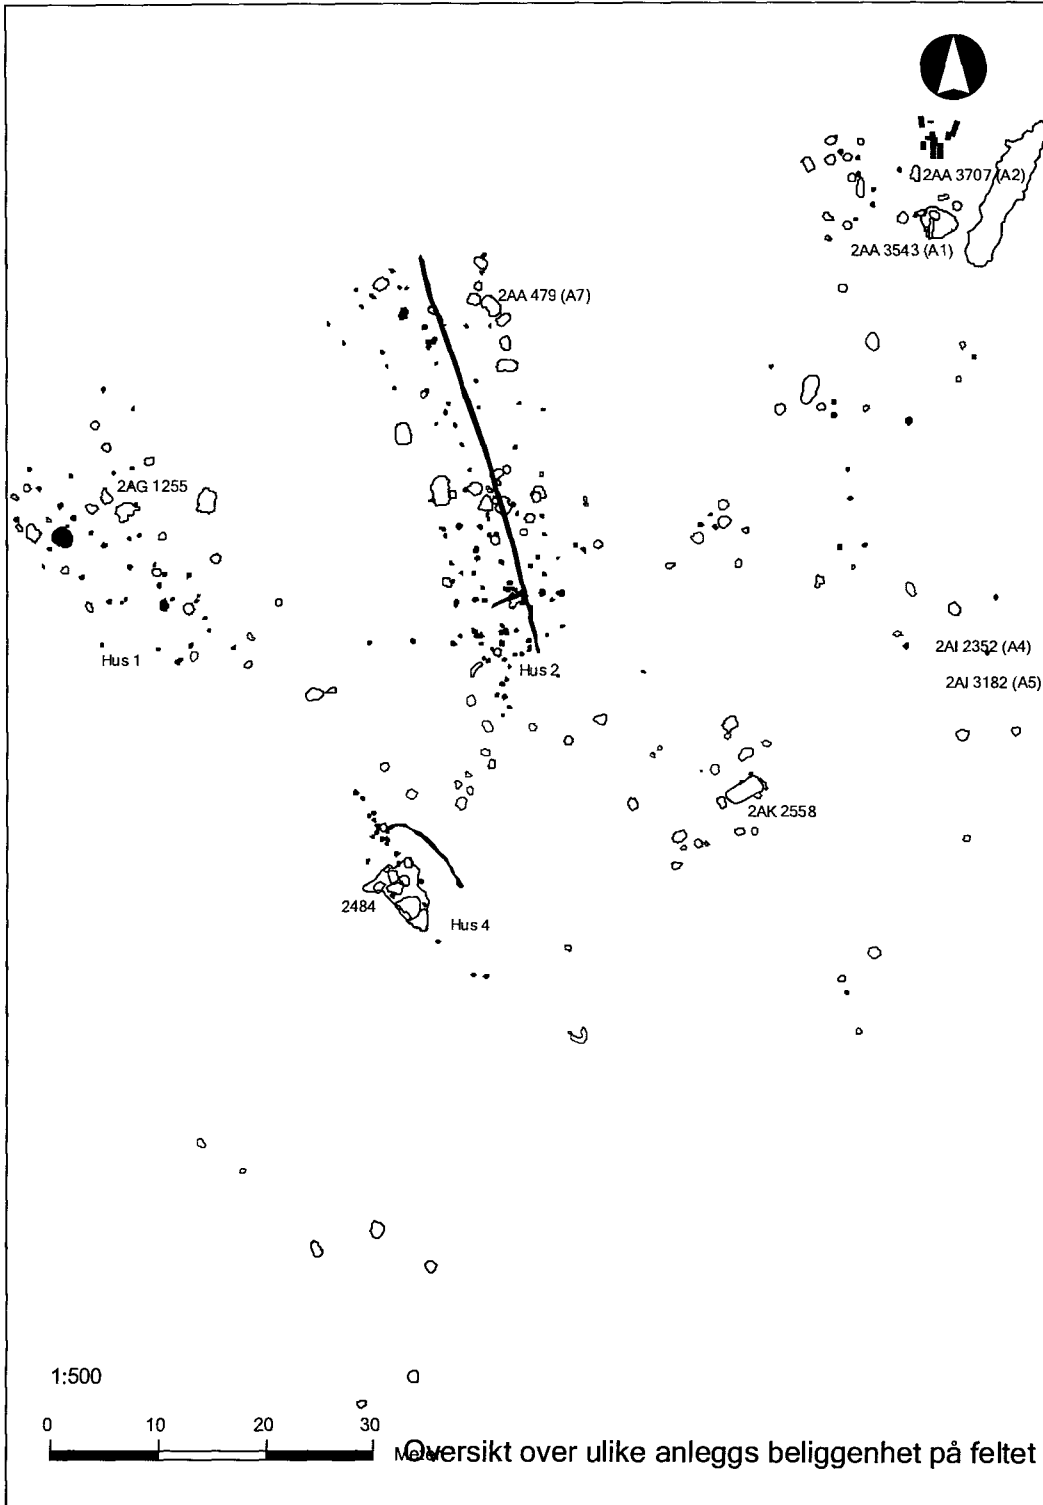 2AA 3707 (A2)
2AA 3543 (A1)
2AA 479 (A7)
2AG 1255
Hus 1
Hus 2
2AI 2352 (A4)
2AI 3182 (A5)
2AK 2558
2484
Hus 4
1:500
0 10 20 30
Meter
Oversikt over ulike anleggs beliggenhet på feltet